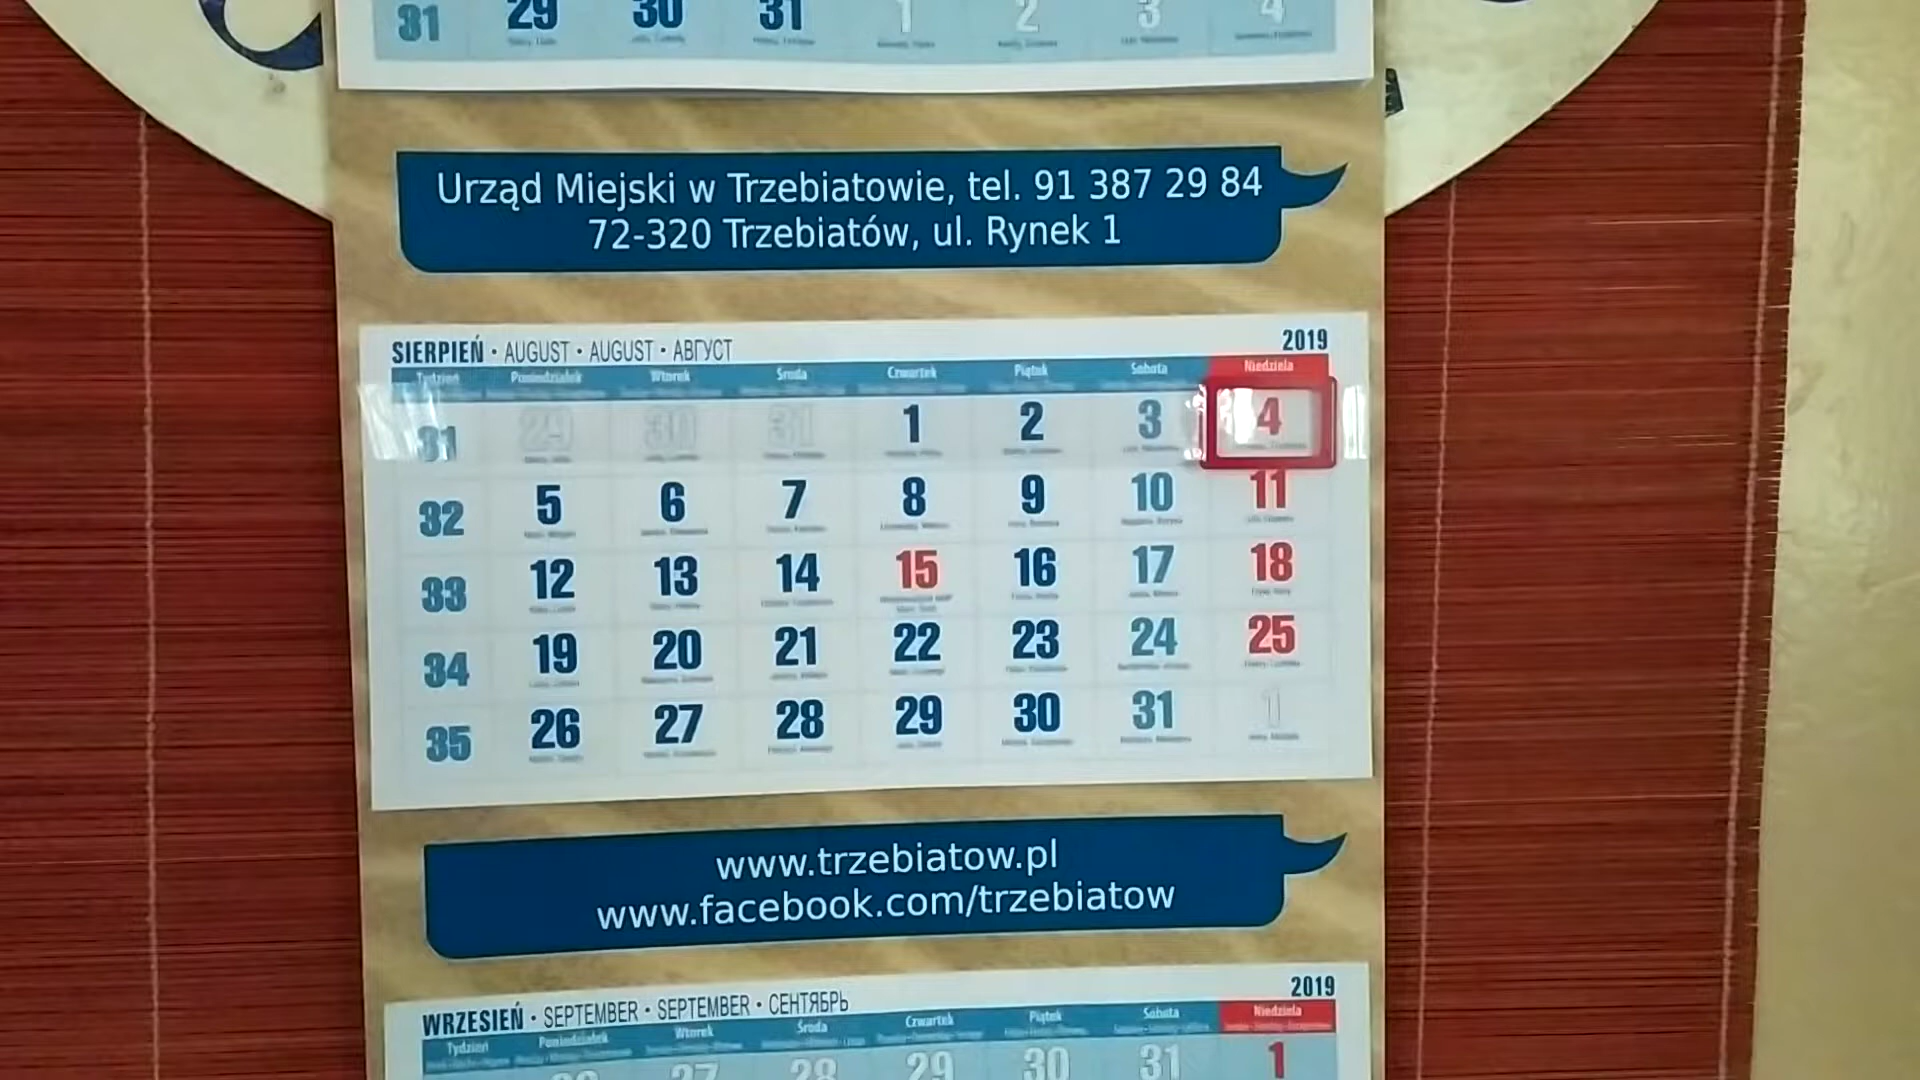 31 29 30 31 1 2 3 4
Urząd Miejski w Trzebiatowie, tel. 91 387 29 84
72-320 Trzebiatów, ul. Rynek 1
SIERPIEŃ · AUGUST · AUGUST · АВГУСТ 2019
Tydzień Poniedziałek Wtorek Środa Czwartek Piątek Sobota Niedziela
31 29 30 31 1 2 3 4
32 5 6 7 8 9 10 11
33 12 13 14 15 16 17 18
34 19 20 21 22 23 24 25
35 26 27 28 29 30 31 1
www.trzebiatow.pl
www.facebook.com/trzebiatow
WRZESIEŃ · SEPTEMBER · SEPTEMBER · СЕНТЯБРЬ 2019
Tydzień Poniedziałek Wtorek Środa Czwartek Piątek Sobota Niedziela
26 27 28 29 30 31 1